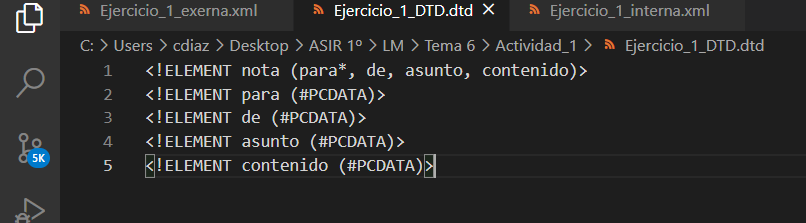 Ejercicio_1_exerna.xml Ejercicio_1_DTD.dtd Ejercicio_1_interna.xml
C: > Users > cdiaz > Desktop > ASIR 1º > LM > Tema 6 > Actividad_1 > Ejercicio_1_DTD.dtd
1 <!ELEMENT nota (para*, de, asunto, contenido)>
2 <!ELEMENT para (#PCDATA)>
3 <!ELEMENT de (#PCDATA)>
4 <!ELEMENT asunto (#PCDATA)>
5 <!ELEMENT contenido (#PCDATA)>
5K